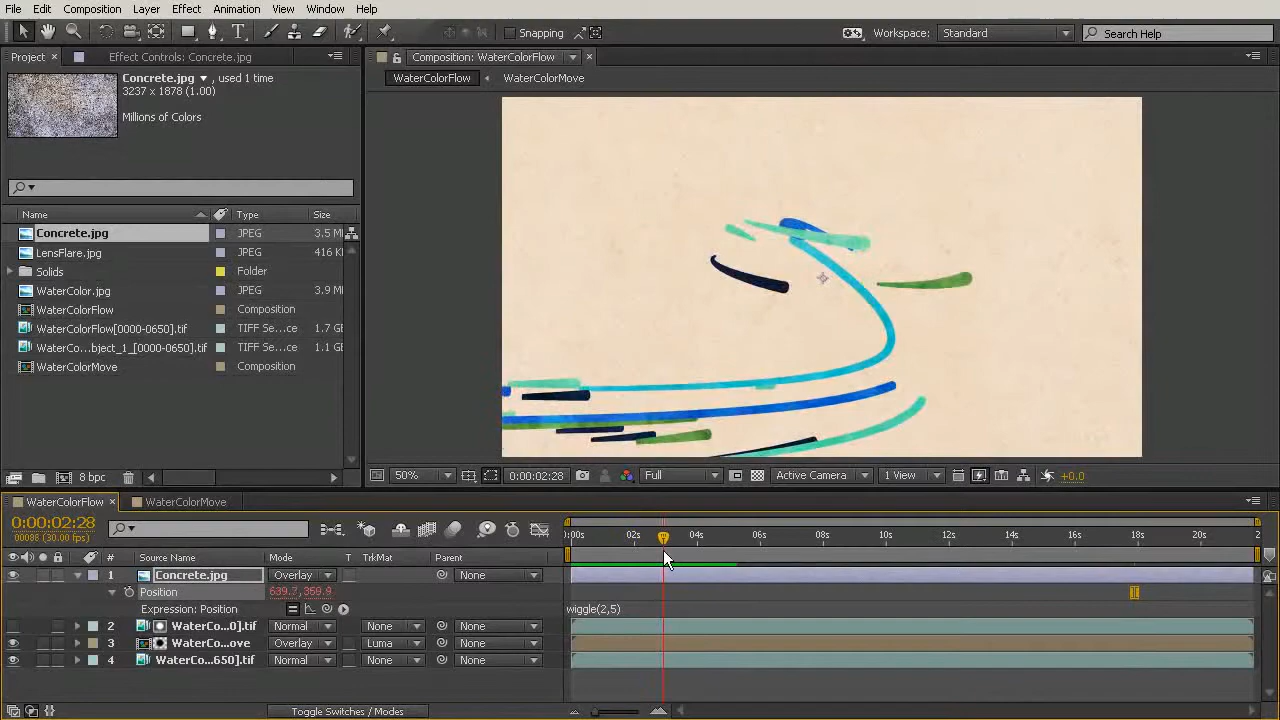 File Edit Composition Layer Effect Animation View Window Help
T Snapping Workspace: Standard Search Help
Project × Effect Controls: Concrete.jpg Composition: WaterColorFlow ×
WaterColorFlow WaterColorMove
Concrete.jpg ▼ , used 1 time
3237 x 1878 (1.00)
Millions of Colors
Name Type Size
Concrete.jpg JPEG 3.5 M
LensFlare.jpg JPEG 416 K
Solids Folder
WaterColor.jpg JPEG 3.9 M
WaterColorFlow Composition
WaterColorFlow[0000-0650].tif TIFF Se...ce 1.7 GE
WaterCo...bject_1_[0000-0650].tif TIFF Se...ce 1.1 GE
WaterColorMove Composition
8 bpc 50% 0:00:02:28 Full Active Camera 1 View +0.0
WaterColorFlow × WaterColorMove
0:00:02:28
00088 (30.00 fps)
):00s 02s 04s 06s 08s 10s 12s 14s 16s 18s 20s 2
# Source Name Mode T TrkMat Parent
1 Concrete.jpg Overlay None
Position 639.7,359.9
Expression: Position wiggle(2,5)
2 WaterCo...0].tif Normal None None
3 WaterCo...ove Overlay Luma None
4 WaterCo...650].tif Normal None None
Toggle Switches / Modes